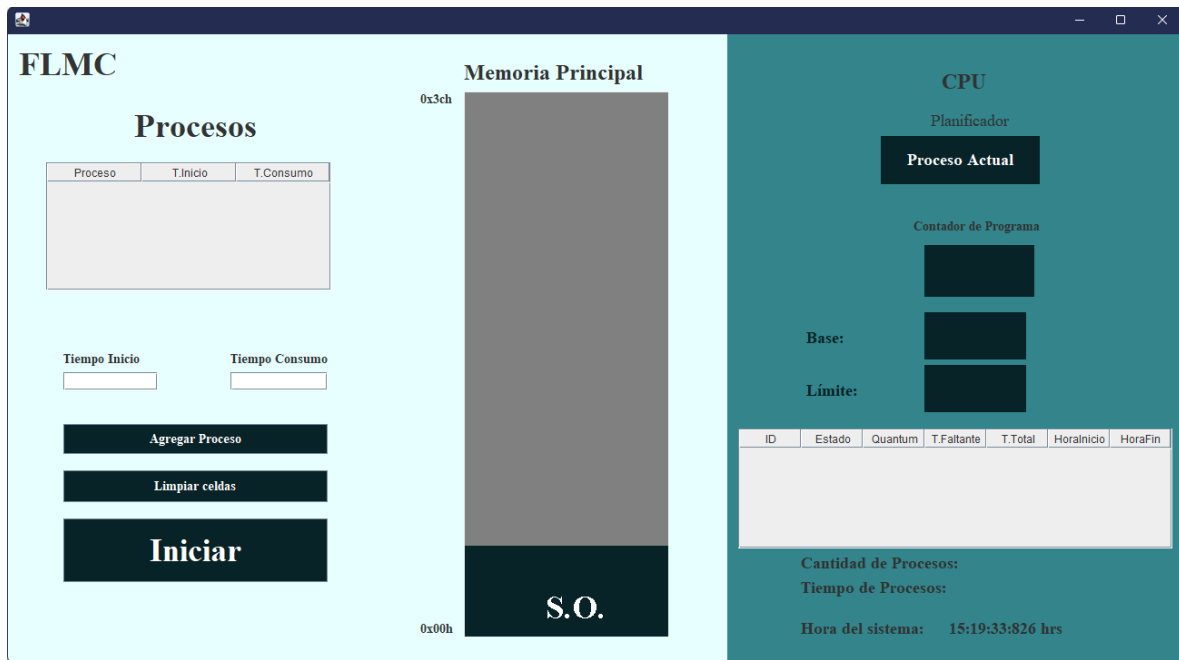 FLMC
Procesos
Proceso T.Inicio T.Consumo
Tiempo Inicio Tiempo Consumo
Agregar Proceso
Limpiar celdas
Iniciar
Memoria Principal
0x3ch
S.O.
0x00h
CPU
Planificador
Proceso Actual
Contador de Programa
Base:
Límite:
ID Estado Quantum T.Faltante T.Total HoraInicio HoraFin
Cantidad de Procesos:
Tiempo de Procesos:
Hora del sistema: 15:19:33:826 hrs